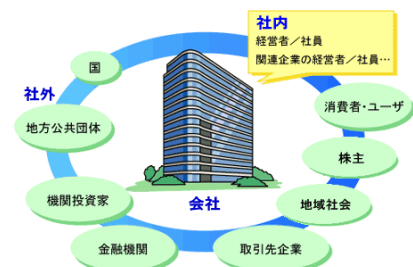 社内
経営者／社員
関連企業の経営者／社員…
国
社外
地方公共団体
機関投資家
金融機関
取引先企業
地域社会
株主
消費者・ユーザ
会社